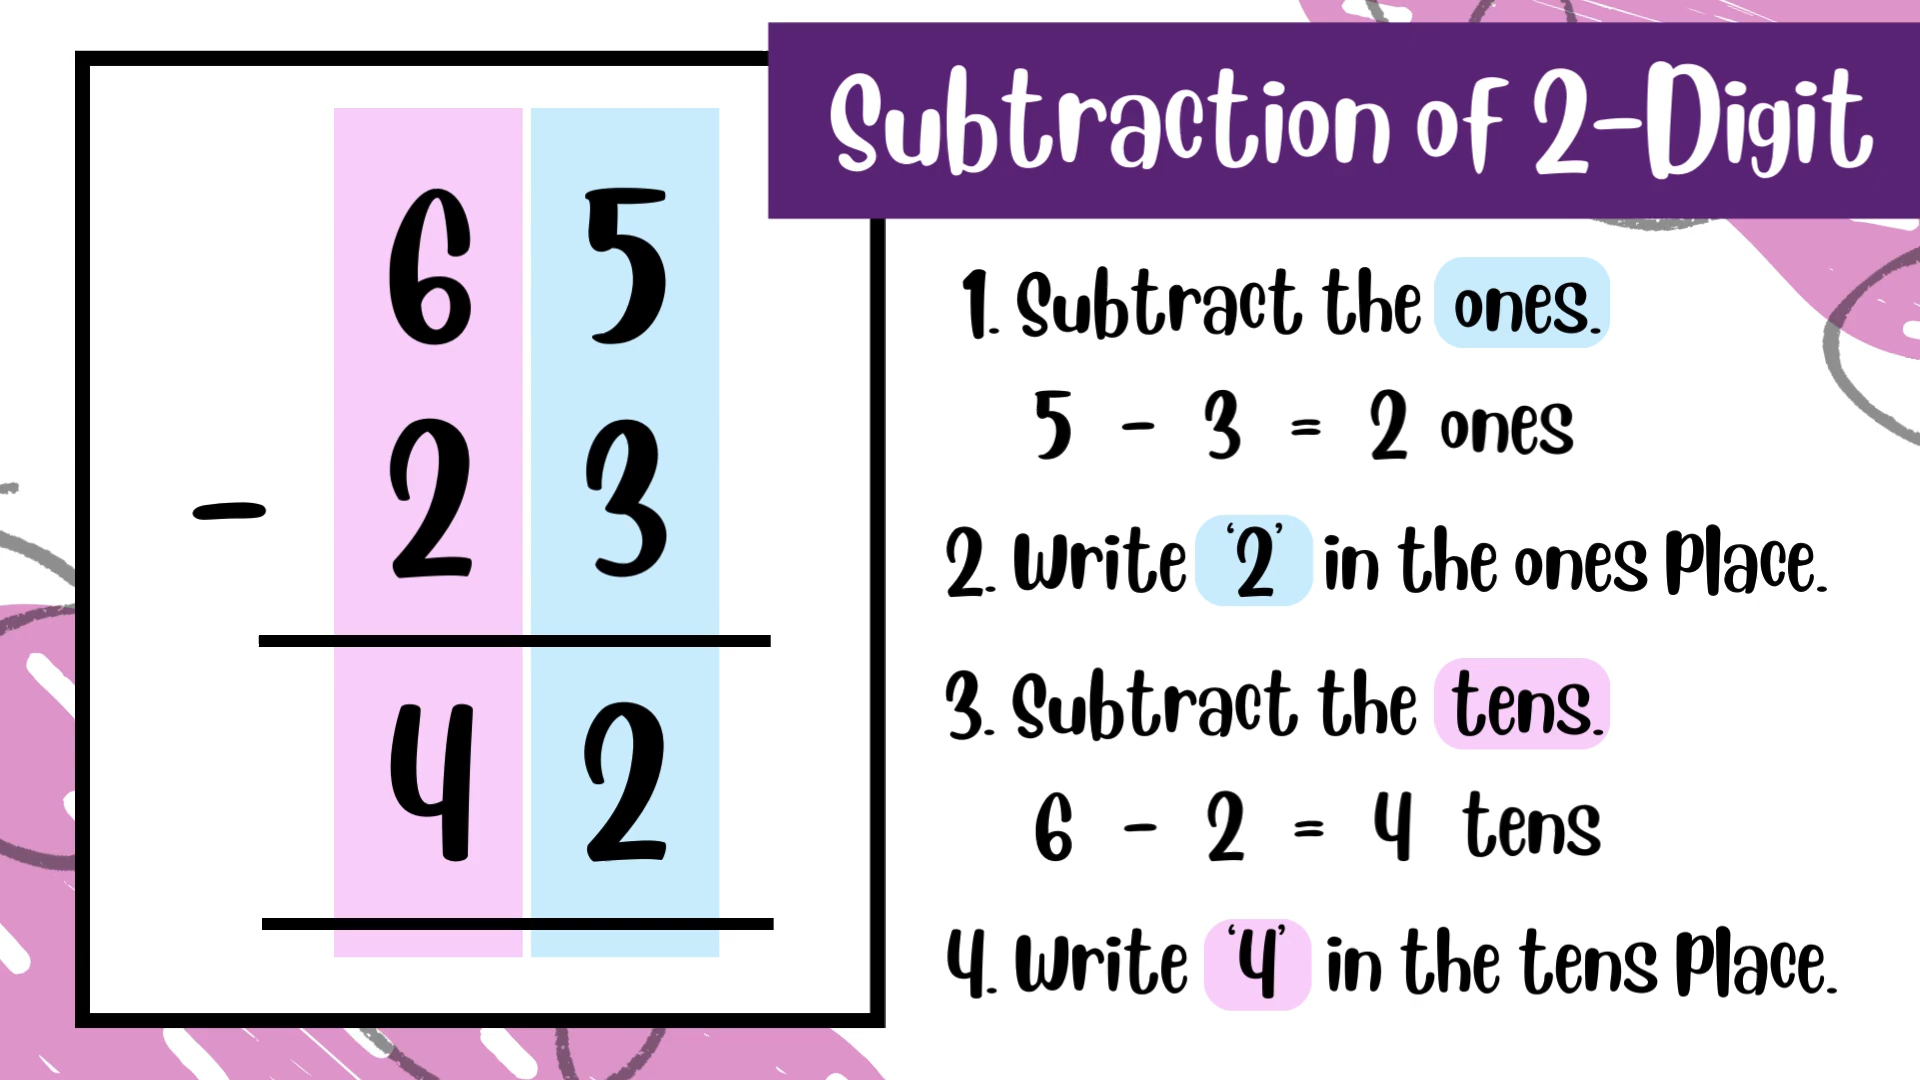 Subtraction of 2-Digit
6 5
- 2 3
4 2
1. Subtract the ones.
5 - 3 = 2 ones
2. Write ‘2’ in the ones Place.
3. Subtract the tens.
6 - 2 = 4 tens
4. Write ‘4’ in the tens Place.